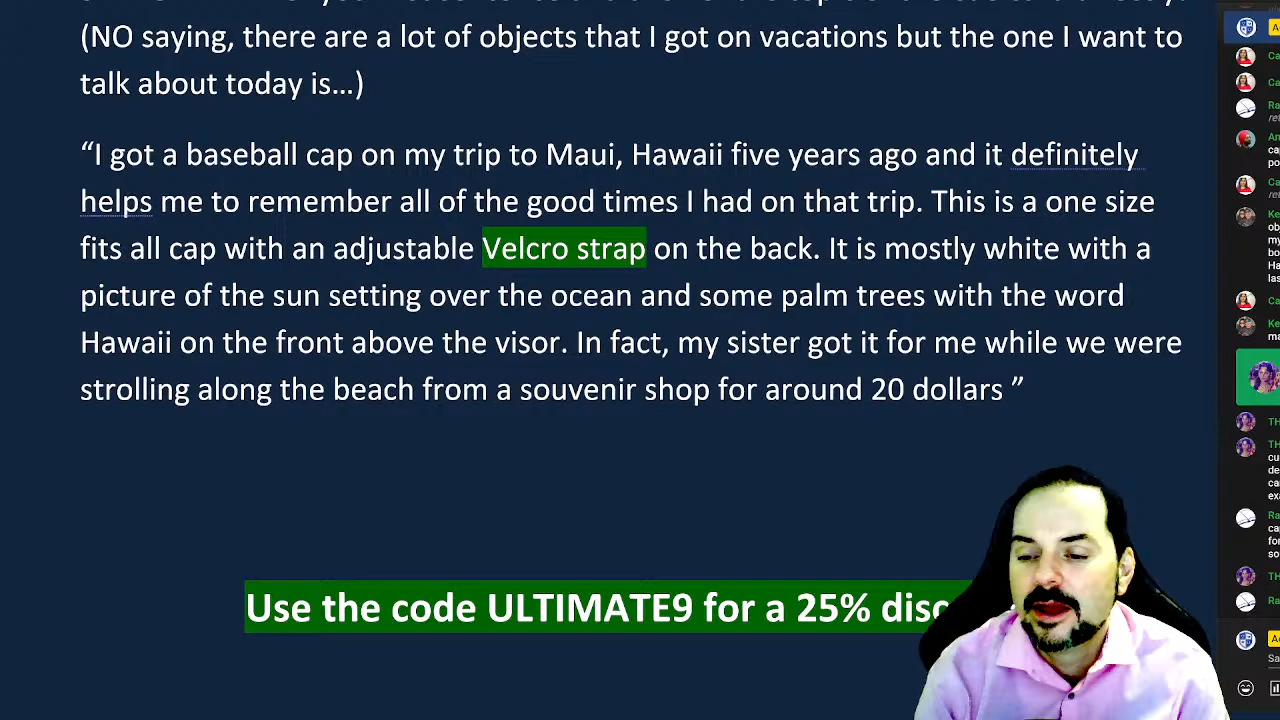 (NO saying, there are a lot of objects that I got on vacations but the one I want to
talk about today is…)
“I got a baseball cap on my trip to Maui, Hawaii five years ago and it definitely
helps me to remember all of the good times I had on that trip. This is a one size
fits all cap with an adjustable Velcro strap on the back. It is mostly white with a
picture of the sun setting over the ocean and some palm trees with the word
Hawaii on the front above the visor. In fact, my sister got it for me while we were
strolling along the beach from a souvenir shop for around 20 dollars ”
Use the code ULTIMATE9 for a 25%